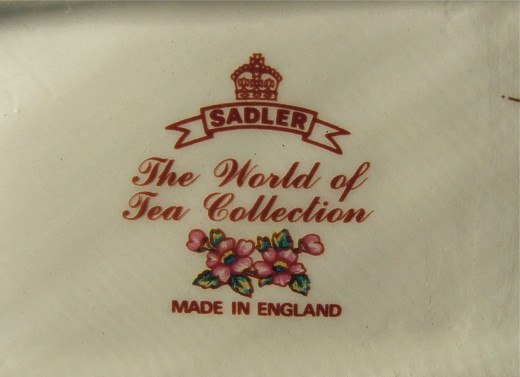 SADLER
The World of
Tea Collection
MADE IN ENGLAND